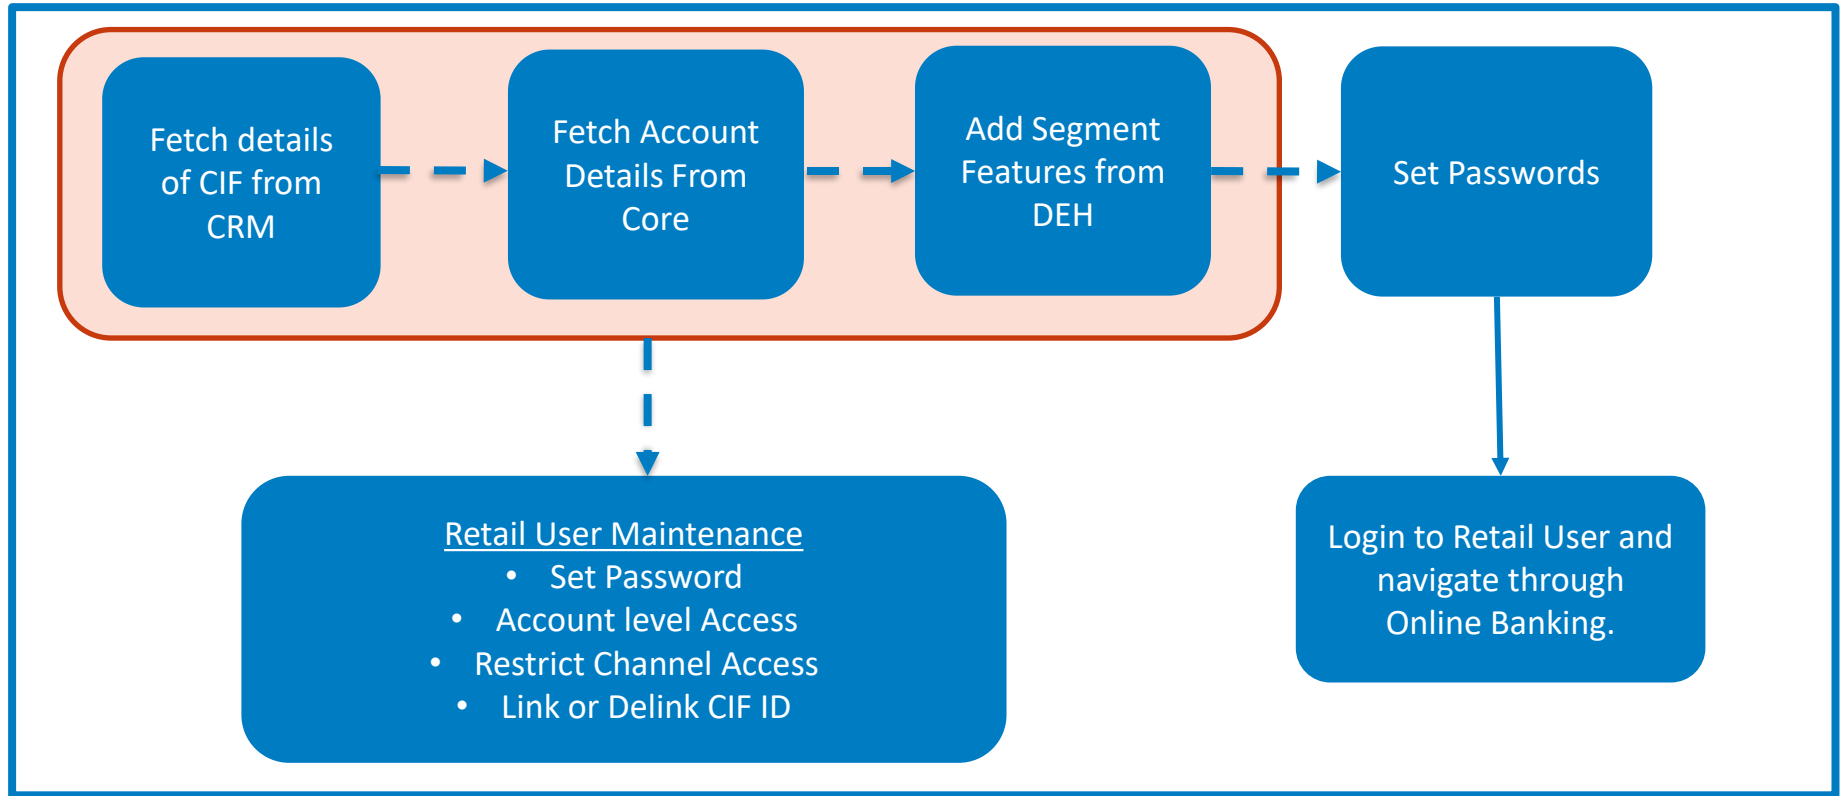 Fetch details
of CIF from
CRM
Fetch Account
Details From
Core
Add Segment
Features from
DEH
Set Passwords
Retail User Maintenance
• Set Password
• Account level Access
• Restrict Channel Access
• Link or Delink CIF ID
Login to Retail User and
navigate through
Online Banking.